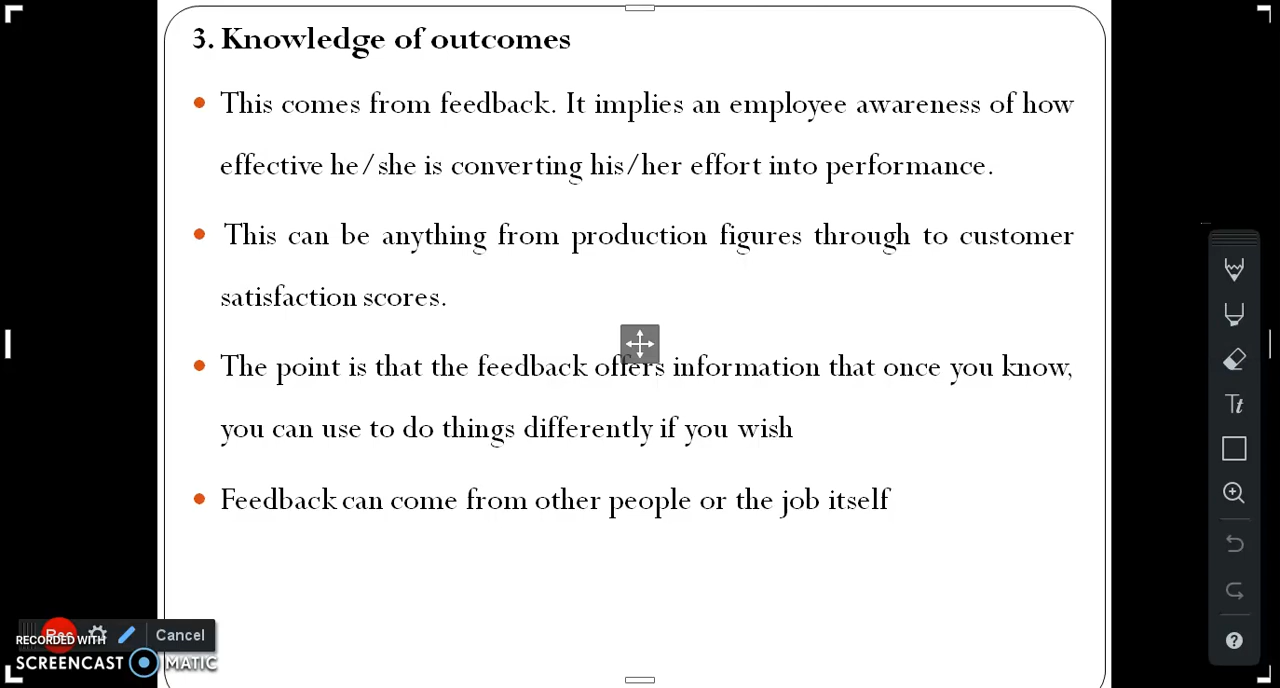 3. Knowledge of outcomes
This comes from feedback. It implies an employee awareness of how
effective he/she is converting his/her effort into performance.
This can be anything from production figures through to customer
satisfaction scores.
The point is that the feedback offers information that once you know,
you can use to do things differently if you wish
Feedback can come from other people or the job itself
Tt
Rec Cancel
RECORDED WITH
SCREENCAST MATIC
?